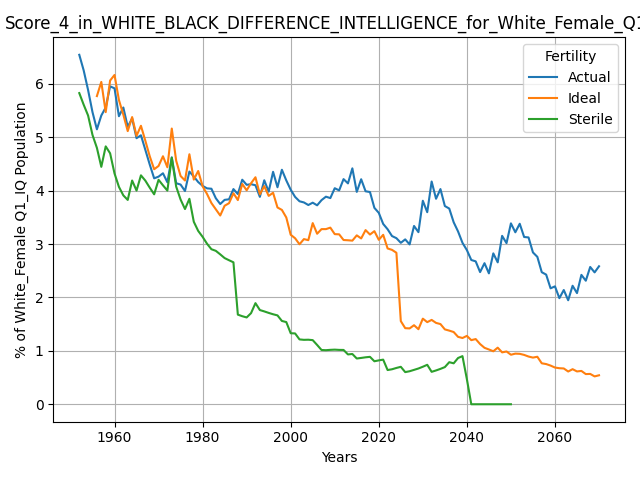 Score_4_in_WHITE_BLACK_DIFFERENCE_INTELLIGENCE_for_White_Female_Q1
Fertility
Actual
Ideal
Sterile
% of White_Female Q1_IQ Population
6
5
4
3
2
1
0
1960 1980 2000 2020 2040 2060
Years